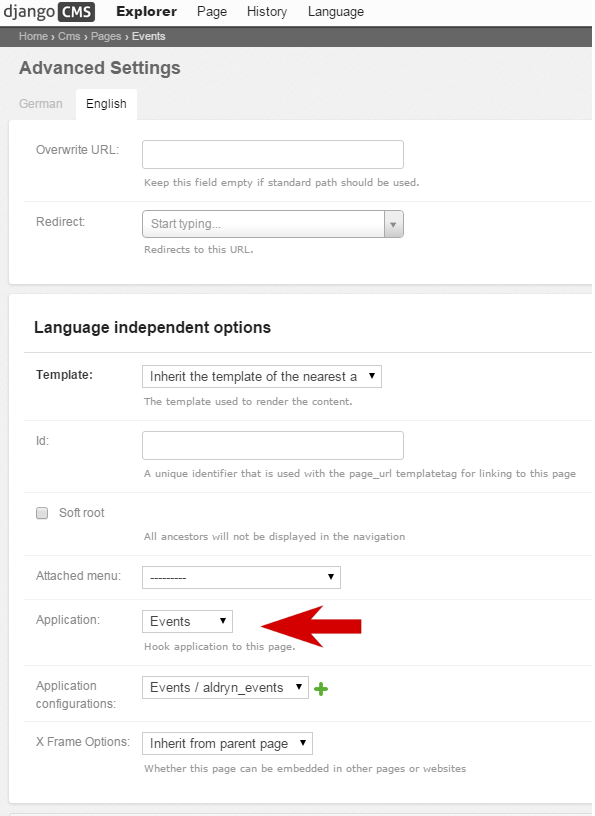 django CMS Explorer Page History Language
Home › Cms › Pages › Events
Advanced Settings
German English
Overwrite URL:
Keep this field empty if standard path should be used.
Redirect: Start typing...
Redirects to this URL.
Language independent options
Template: Inherit the template of the nearest a
The template used to render the content.
Id:
A unique identifier that is used with the page_url templatetag for linking to this page
Soft root
All ancestors will not be displayed in the navigation
Attached menu: ---------
Application: Events
Hook application to this page.
Application configurations: Events / aldryn_events
X Frame Options: Inherit from parent page
Whether this page can be embedded in other pages or websites